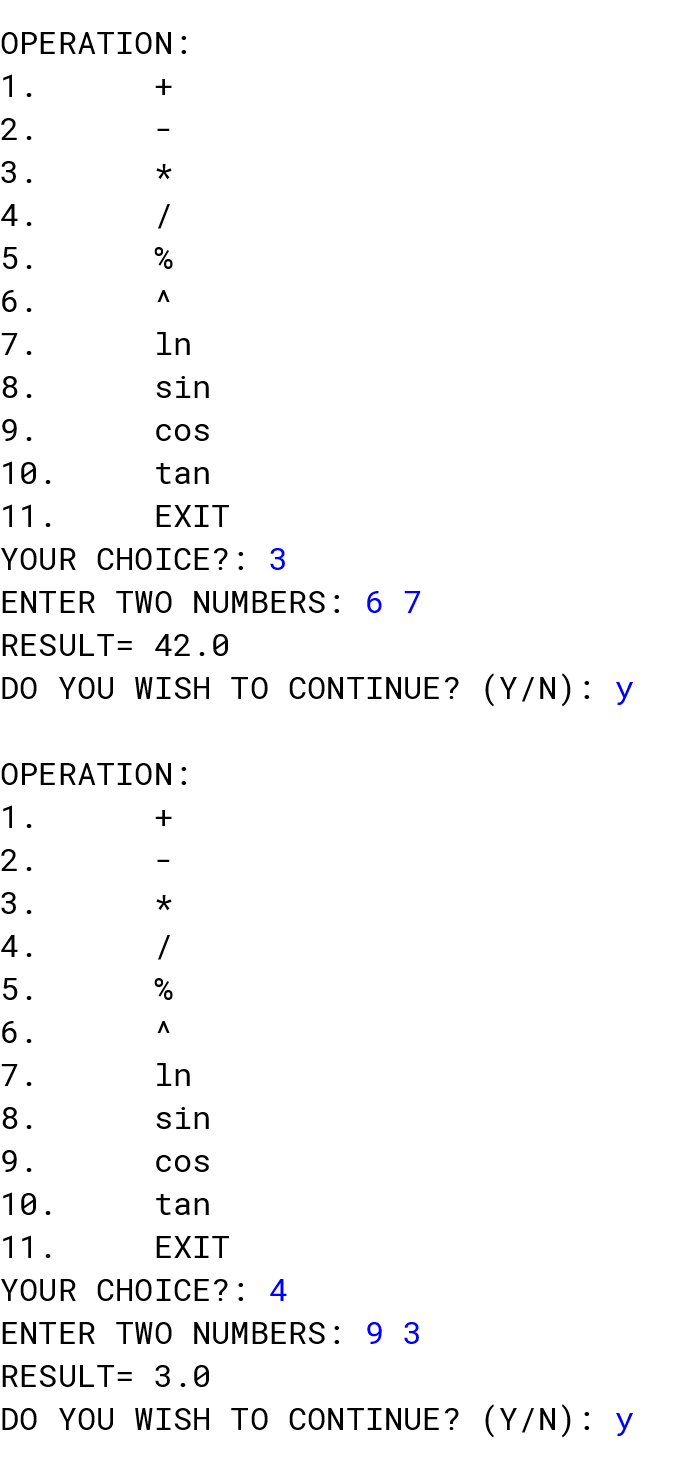 OPERATION:
1. +
2. -
3. *
4. /
5. %
6. ^
7. ln
8. sin
9. cos
10. tan
11. EXIT
YOUR CHOICE?: 3
ENTER TWO NUMBERS: 6 7
RESULT= 42.0
DO YOU WISH TO CONTINUE? (Y/N): y
OPERATION:
1. +
2. -
3. *
4. /
5. %
6. ^
7. ln
8. sin
9. cos
10. tan
11. EXIT
YOUR CHOICE?: 4
ENTER TWO NUMBERS: 9 3
RESULT= 3.0
DO YOU WISH TO CONTINUE? (Y/N): y